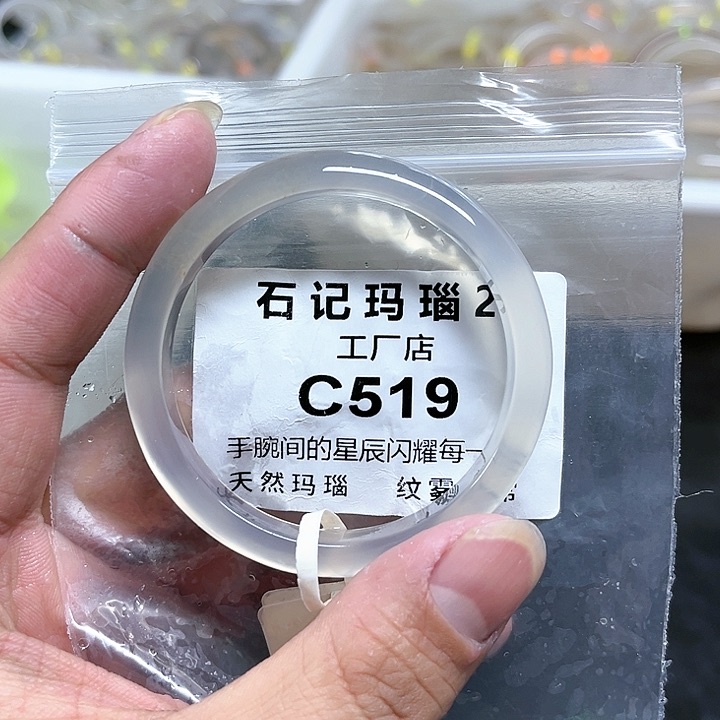 石记玛瑙2
工厂店
C519
手腕间的星辰闪耀每一
天然玛瑙 纹雾